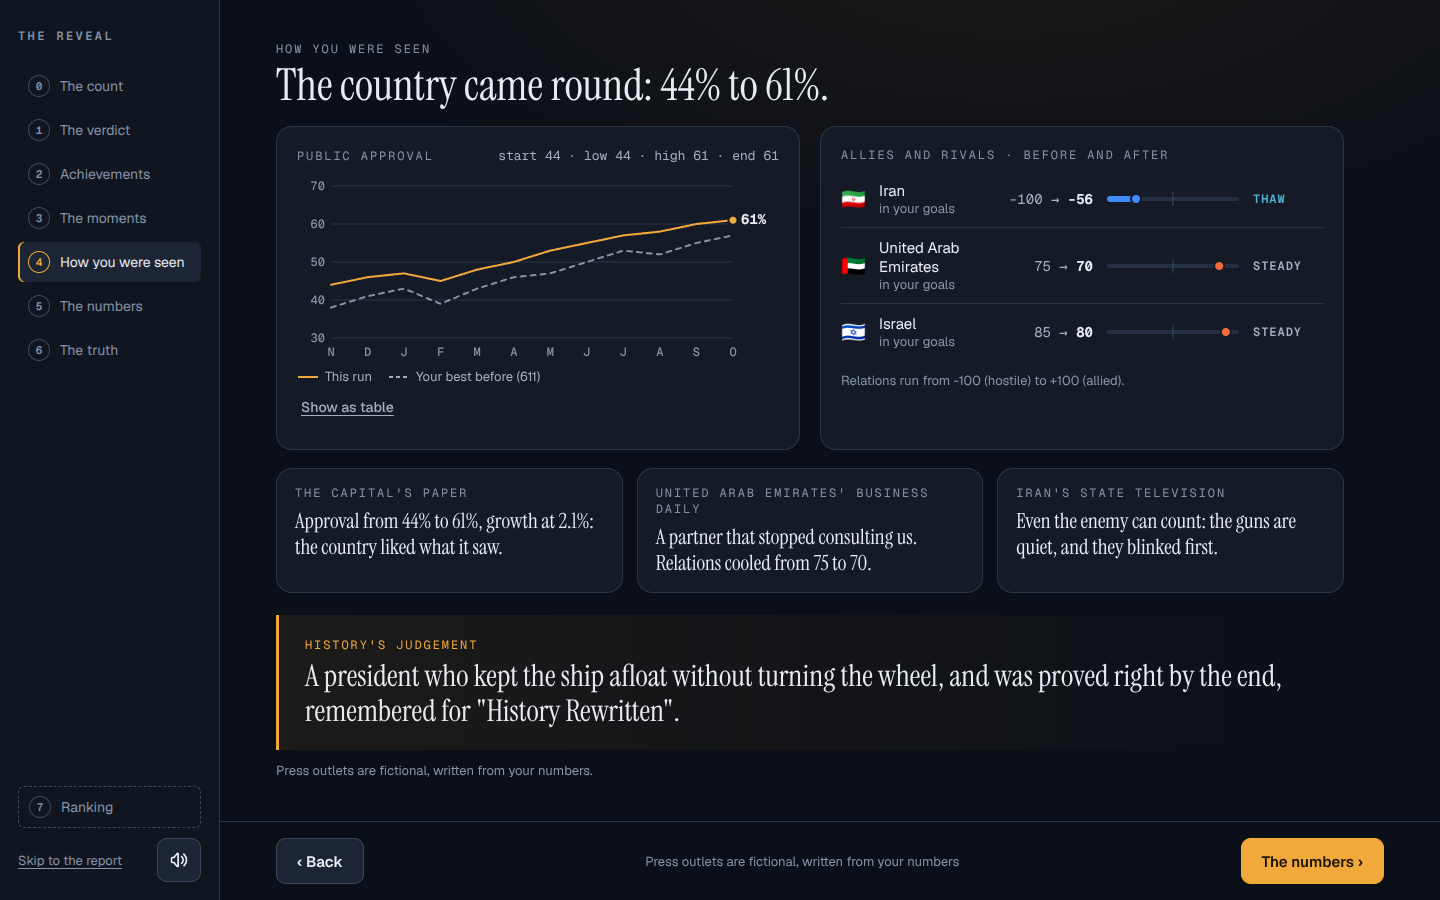 THE REVEAL
0 The count
1 The verdict
2 Achievements
3 The moments
4 How you were seen
5 The numbers
6 The truth
7 Ranking
Skip to the report
HOW YOU WERE SEEN
The country came round: 44% to 61%.
PUBLIC APPROVAL
start 44 · low 44 · high 61 · end 61
70
60
50
40
30
61%
N D J F M A M J J A S O
This run
Your best before (611)
Show as table
ALLIES AND RIVALS · BEFORE AND AFTER
Iran
in your goals
-100 → -56
THAW
United Arab
Emirates
in your goals
75 → 70
STEADY
Israel
in your goals
85 → 80
STEADY
Relations run from -100 (hostile) to +100 (allied).
THE CAPITAL'S PAPER
Approval from 44% to 61%, growth at 2.1%:
the country liked what it saw.
UNITED ARAB EMIRATES' BUSINESS
DAILY
A partner that stopped consulting us.
Relations cooled from 75 to 70.
IRAN'S STATE TELEVISION
Even the enemy can count: the guns are
quiet, and they blinked first.
HISTORY'S JUDGEMENT
A president who kept the ship afloat without turning the wheel, and was proved right by the end,
remembered for "History Rewritten".
Press outlets are fictional, written from your numbers.
‹ Back
Press outlets are fictional, written from your numbers
The numbers ›